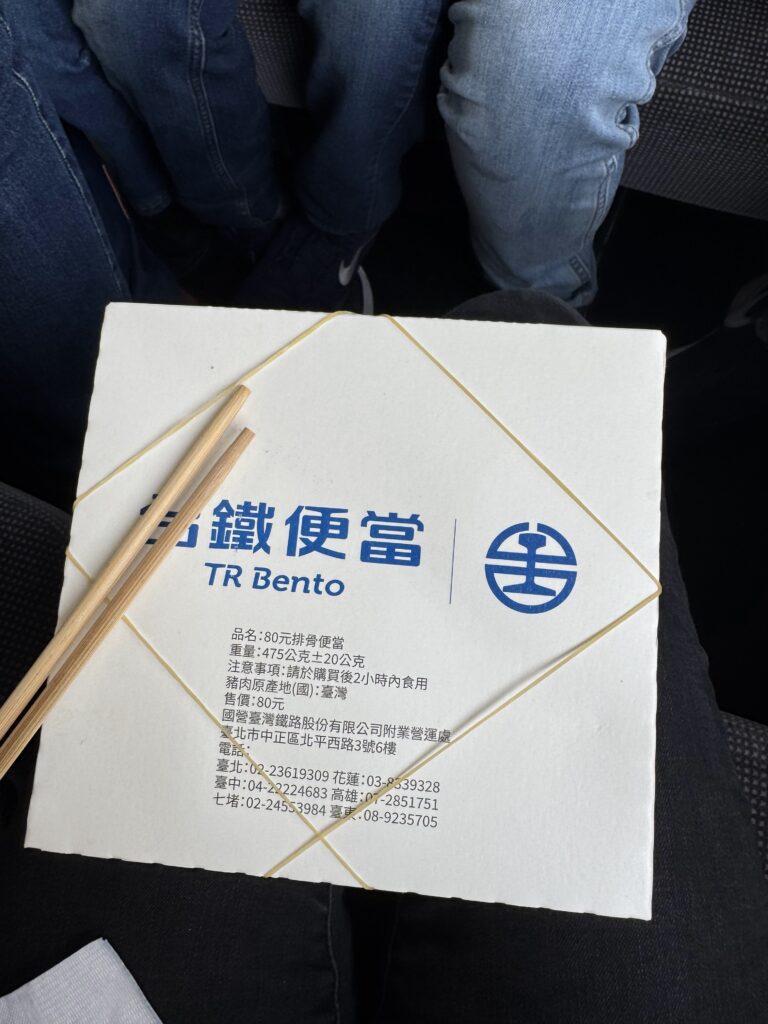 台鐵便當
TR Bento
品名:80元排骨便當
重量:475公克±20公克
注意事項:請於購買後2小時內食用
豬肉原產地(國):臺灣
售價:80元
國營臺灣鐵路股份有限公司附業營運處
臺北市中正區北平西路3號6樓
電話:
臺北:02-23619309 花蓮:03-8339328
臺中:04-22224683 高雄:07-2851751
七堵:02-24553984 臺東:08-9235705